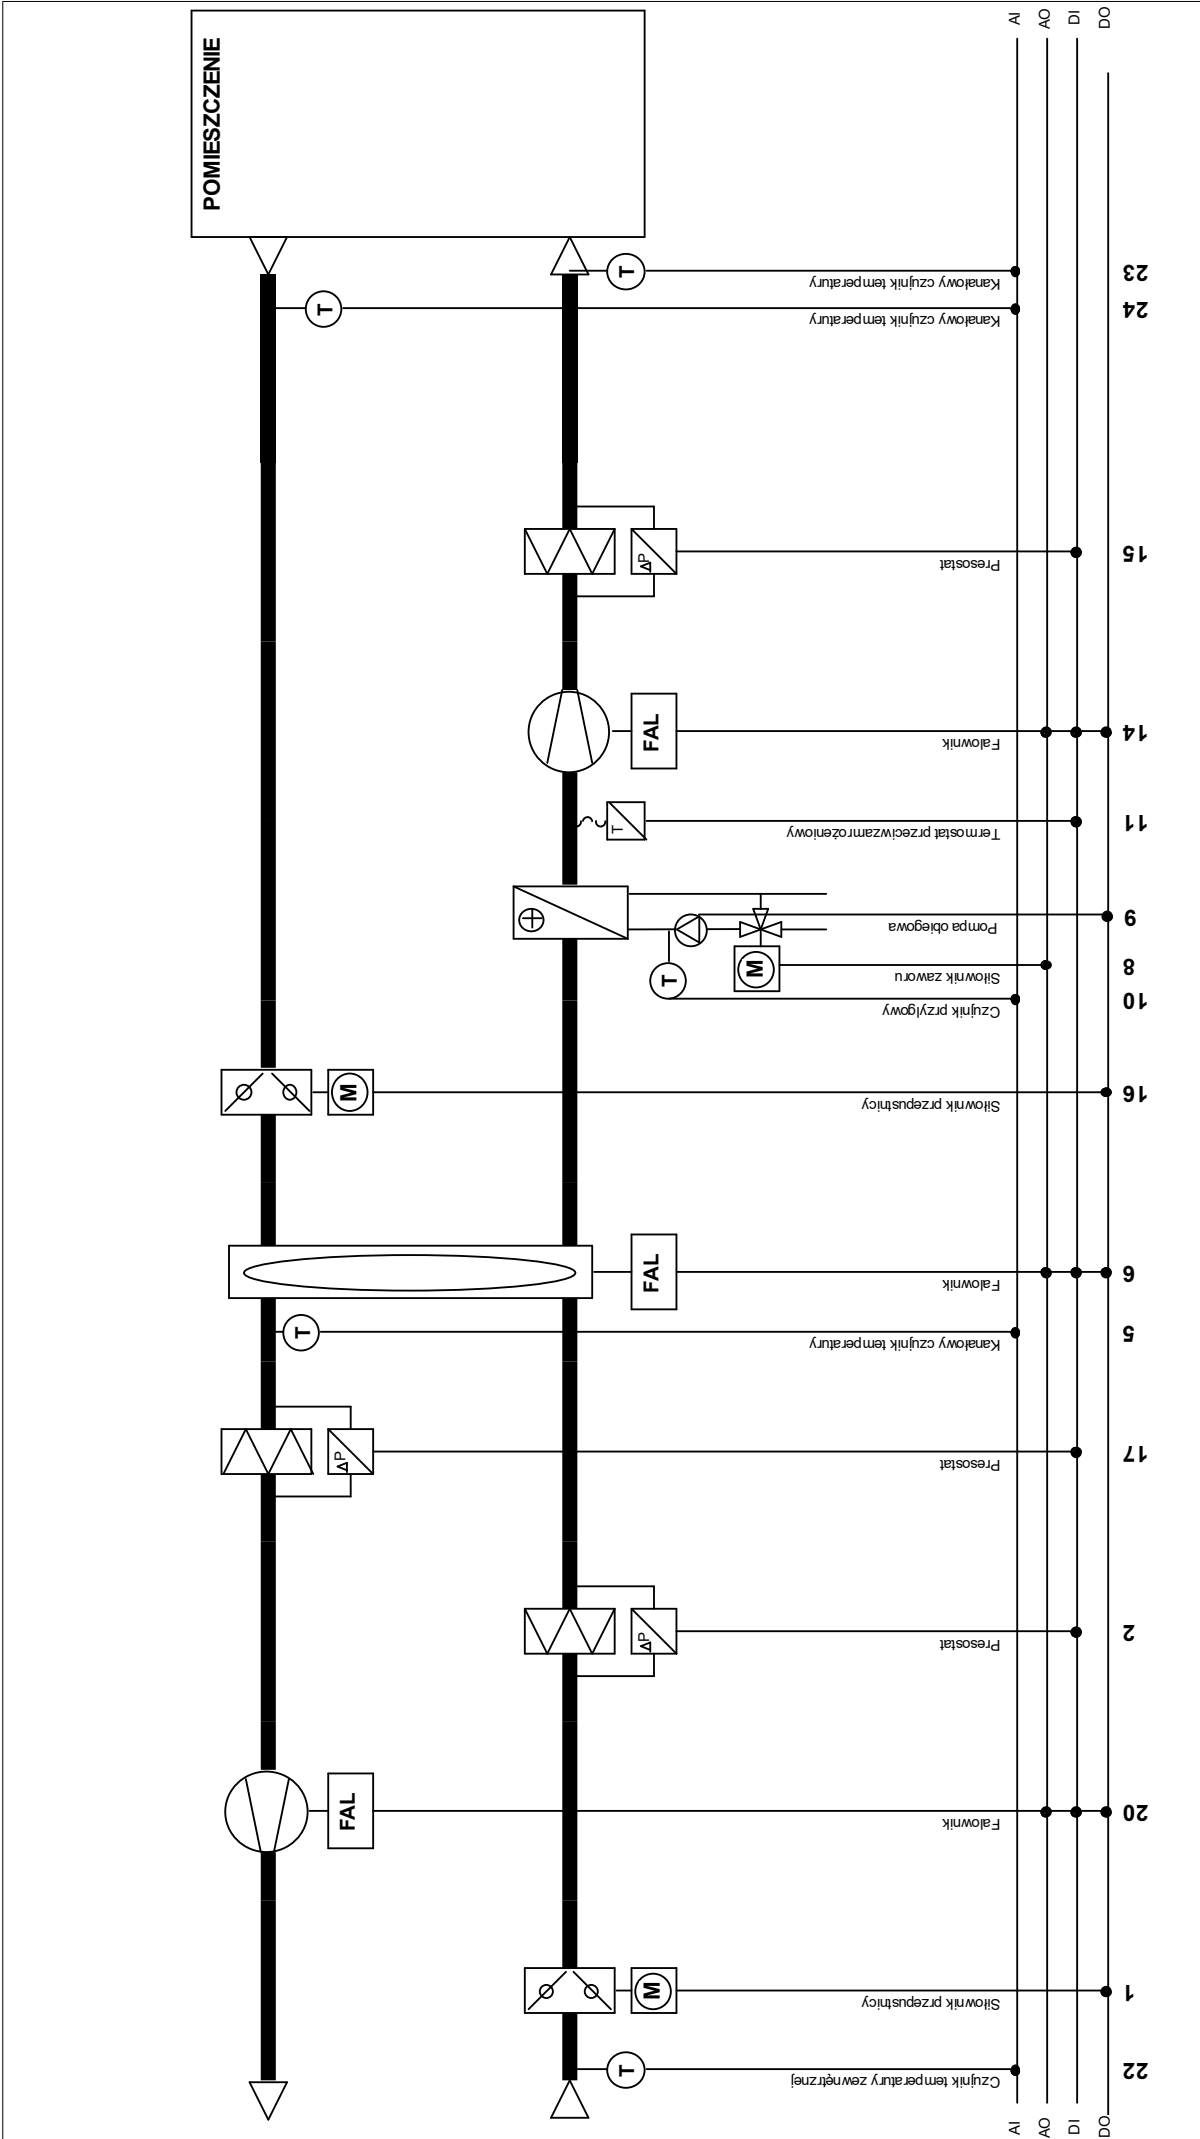 POMIESZCZENIE
AI
AO
DI
DO
T
Kanałowy czujnik temperatury
23
T
Kanałowy czujnik temperatury
24
ΔP
Presostat
15
FAL
Falownik
14
T
Termostat przeciwzamrożeniowy
11
Pompa obiegowa
9
M
Siłownik zaworu
8
T
Czujnik przylgowy
10
M
Siłownik przepustnicy
16
FAL
Falownik
6
T
Kanałowy czujnik temperatury
5
ΔP
Presostat
17
ΔP
Presostat
2
FAL
Falownik
20
M
Siłownik przepustnicy
1
T
Czujnik temperatury zewnętrznej
22
AI
AO
DI
DO